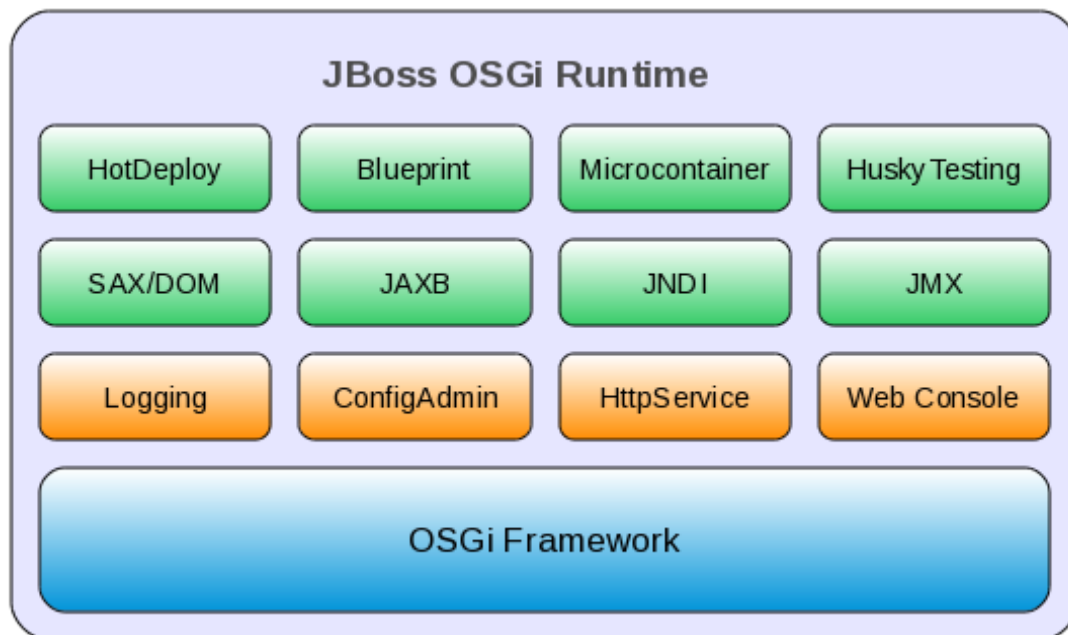 JBoss OSGi Runtime
HotDeploy
Blueprint
Microcontainer
Husky Testing
SAX/DOM
JAXB
JNDI
JMX
Logging
ConfigAdmin
HttpService
Web Console
OSGi Framework